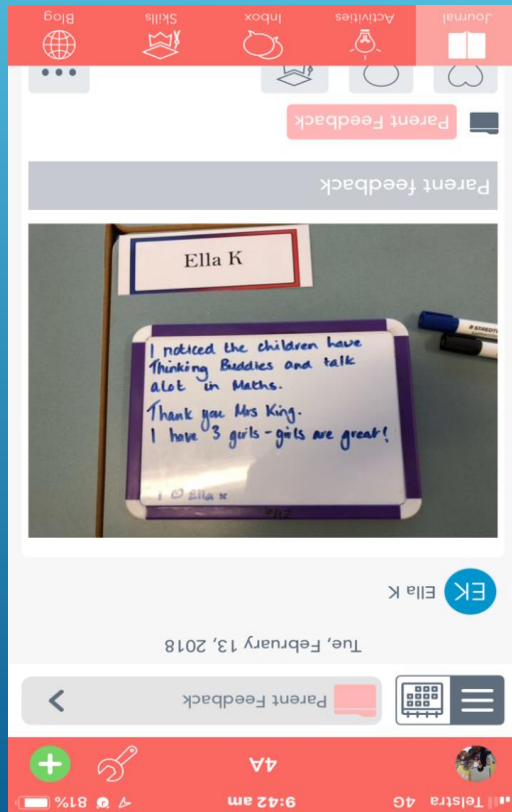 Telstra 4G 9:42 am 81%
4A
Parent Feedback
Tue, February 13, 2018
EK Ella K
Ella K
I noticed the children have
Thinking Buddies and talk
alot in Maths.
Thank you Mrs King.
I have 3 girls - girls are great!
I Ella x
Ella
Parent feedback
Parent Feedback
Journal Activities Inbox Skills Blog